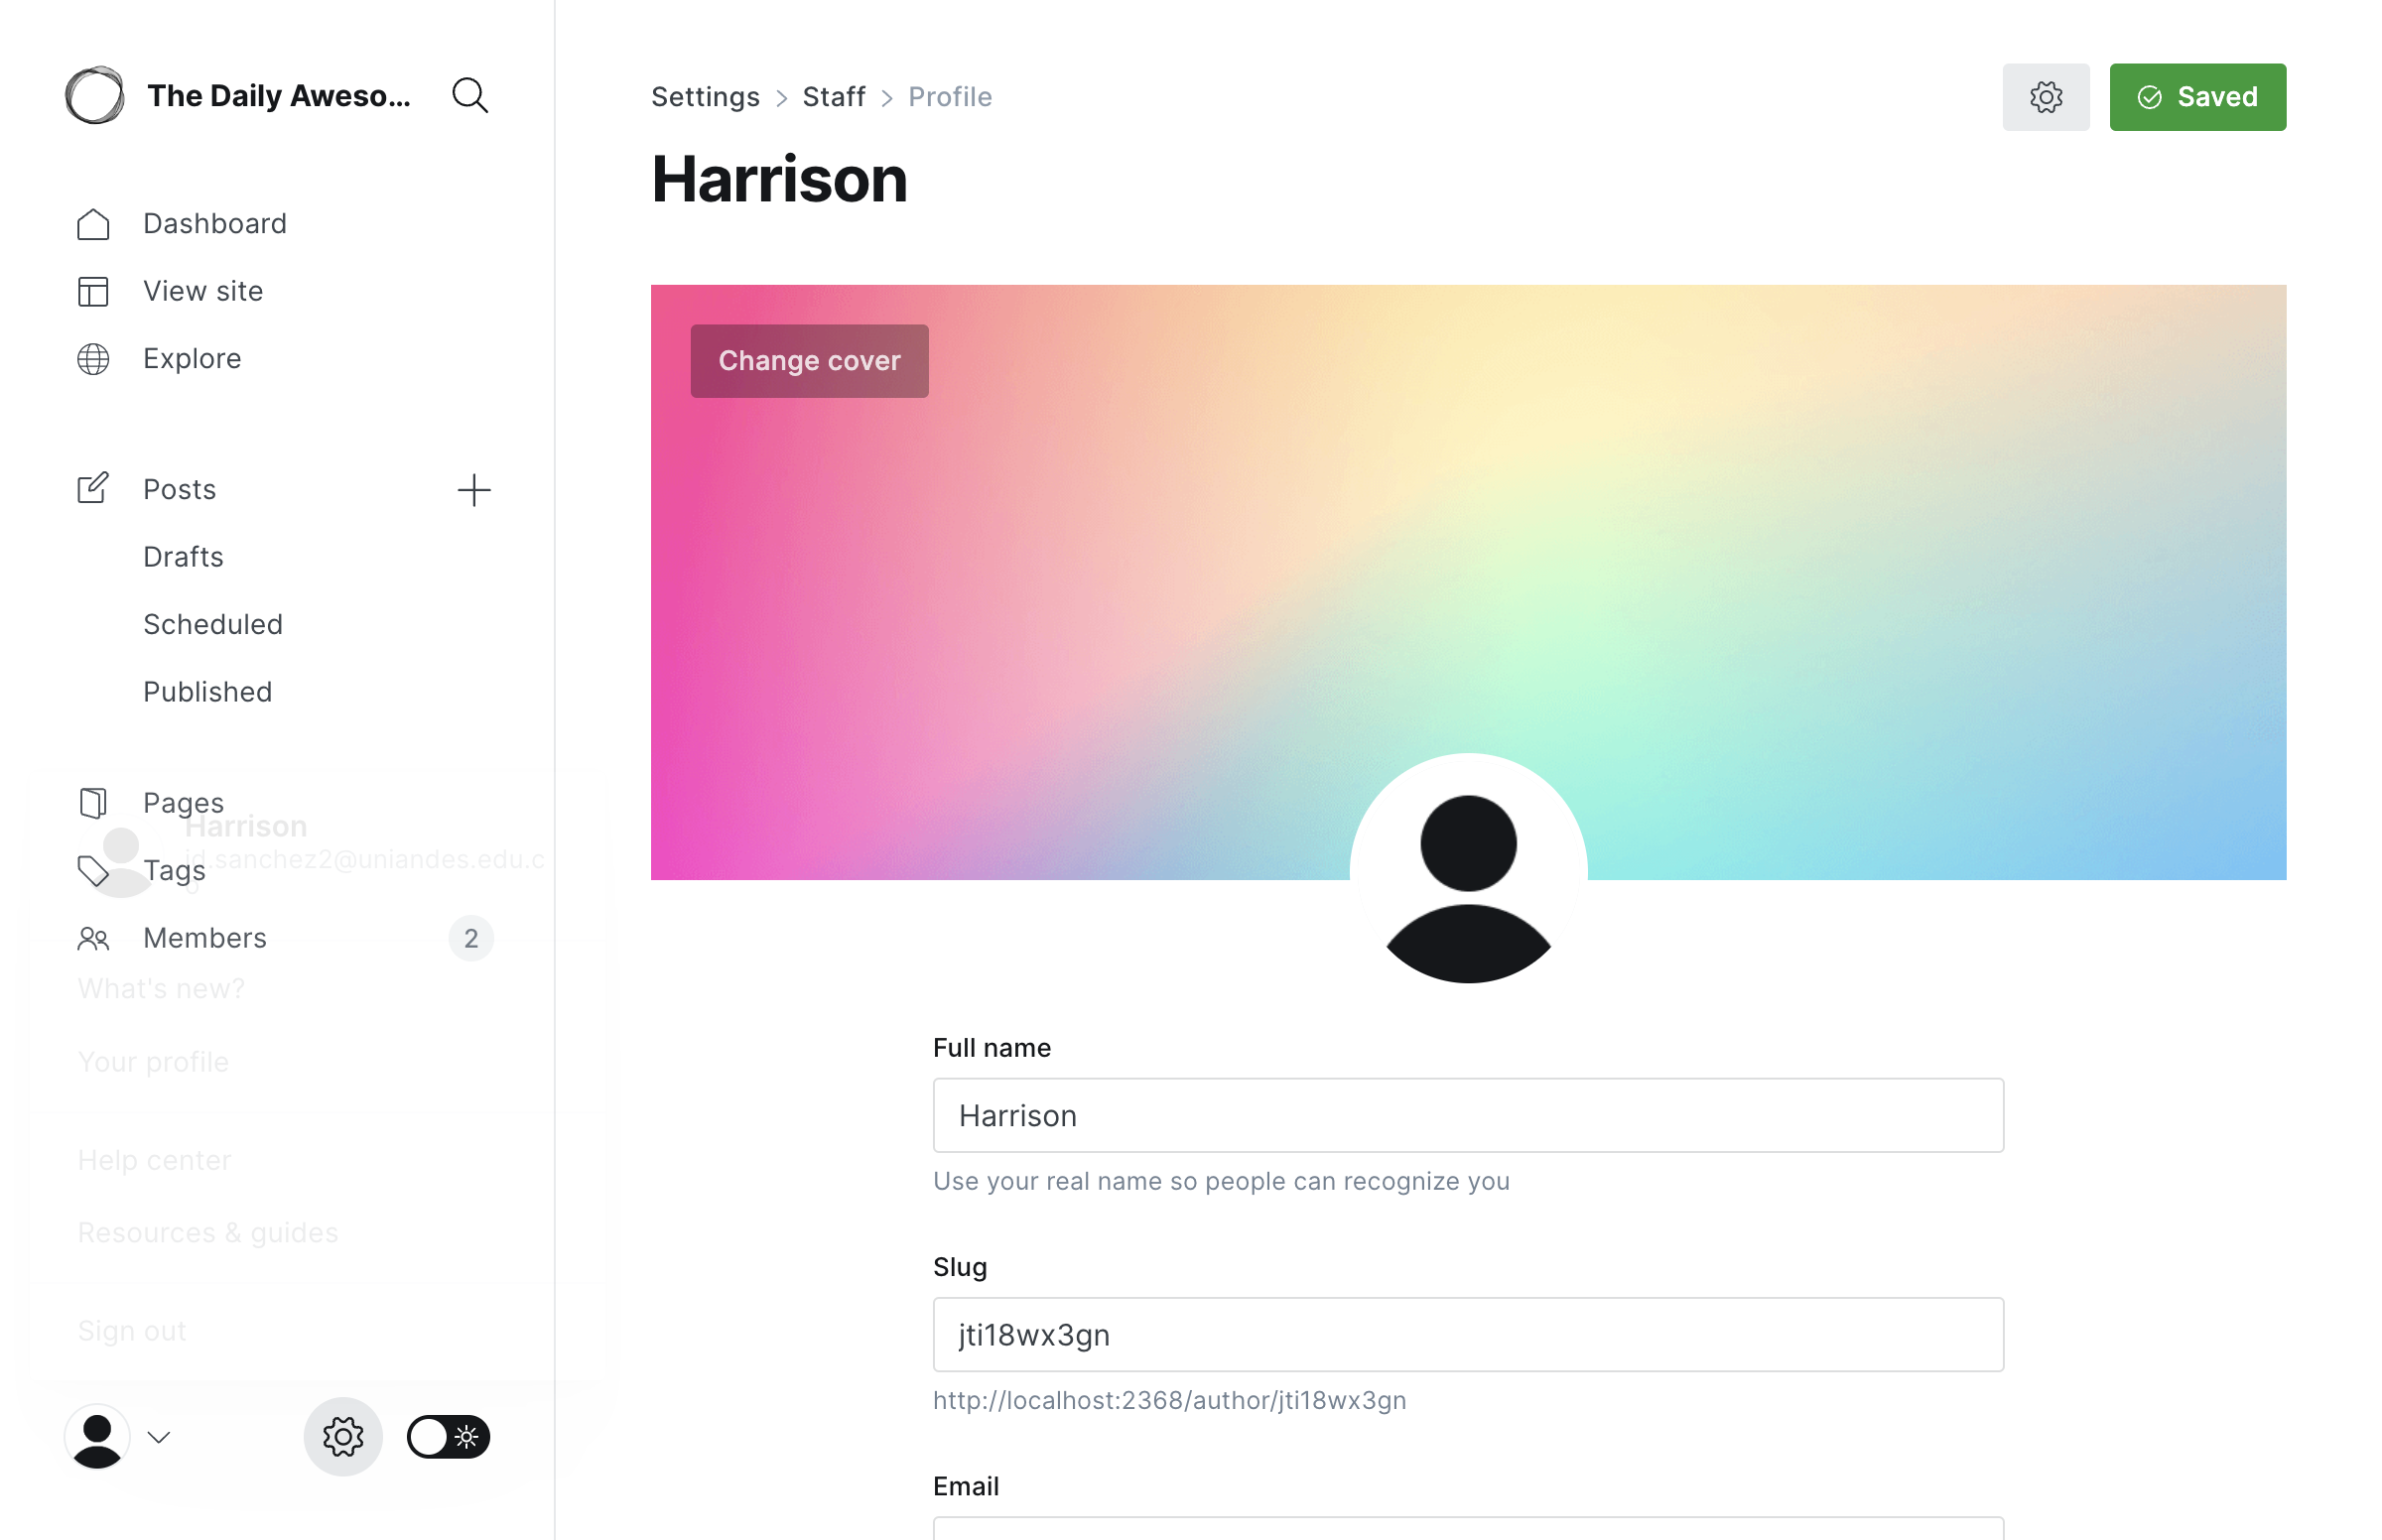 The Daily Aweso...
Dashboard
View site
Explore
Posts
Drafts
Scheduled
Published
Pages
Harrison
jd.sanchez2@uniandes.edu.c
o
Tags
Members
2
What's new?
Your profile
Help center
Resources & guides
Sign out
Settings > Staff > Profile
Saved
Harrison
Change cover
Full name
Harrison
Use your real name so people can recognize you
Slug
jti18wx3gn
http://localhost:2368/author/jti18wx3gn
Email